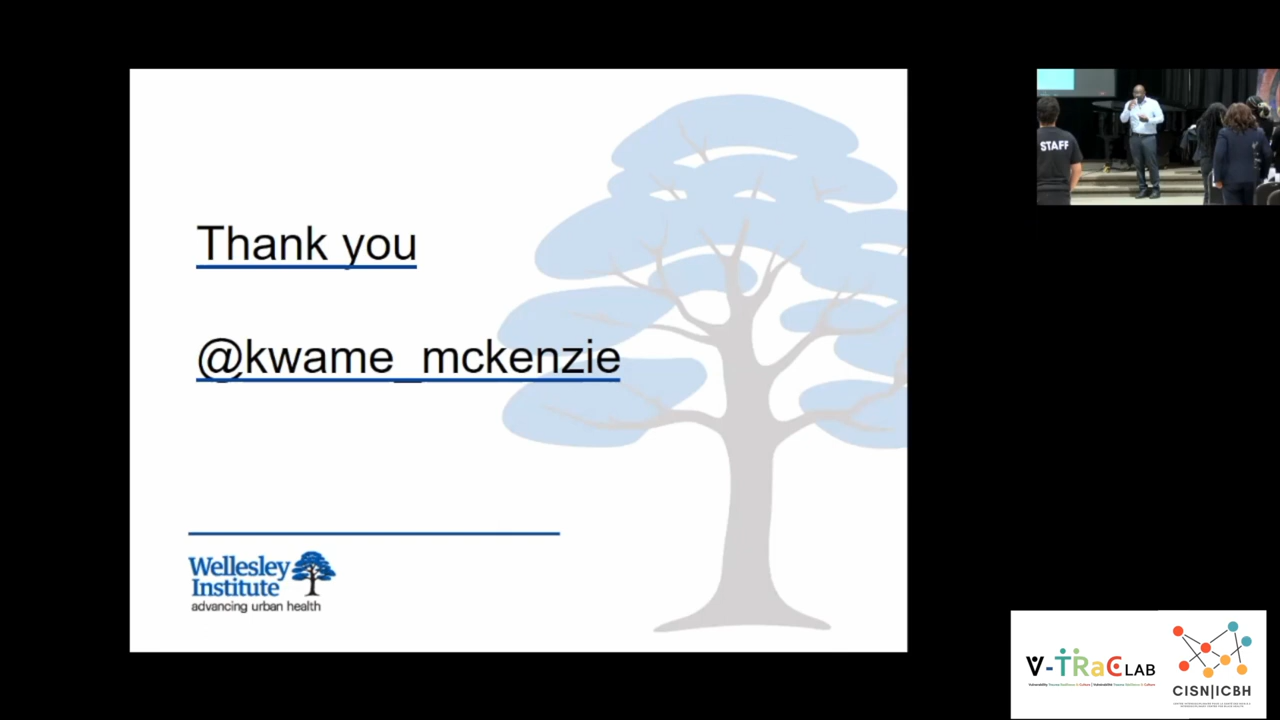 Thank you
@kwame_mckenzie
Wellesley
Institute
advancing urban health
STAFF
V-TRaC LAB
CISN|ICBH